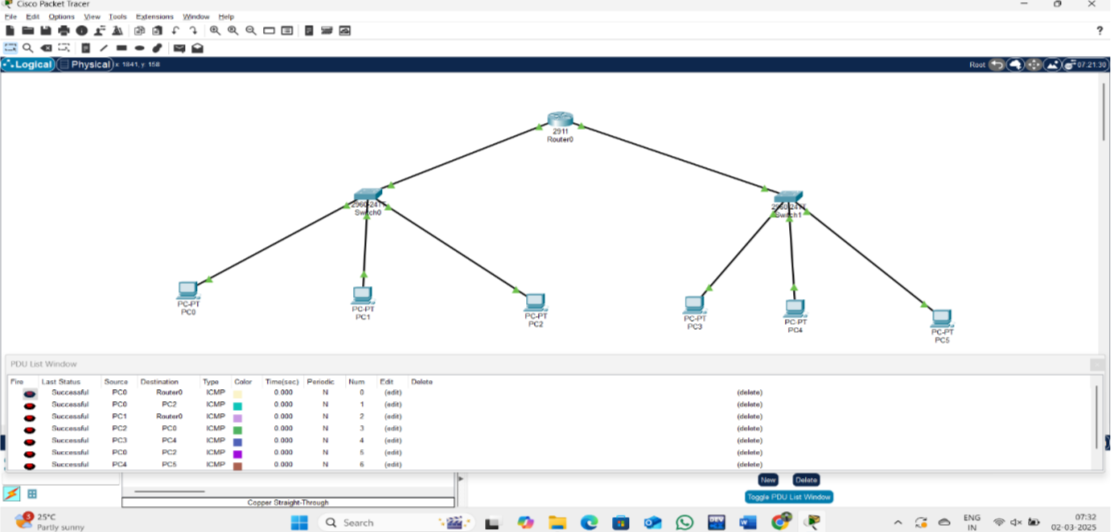 Cisco Packet Tracer
File Edit Options View Tools Extensions Window Help
?
Logical Physical x: 1841, y: 158
Root 07:21:30
2911
Router0
2960-24TT
Switch0
2960-24TT
Switch1
PC-PT
PC0
PC-PT
PC1
PC-PT
PC2
PC-PT
PC3
PC-PT
PC4
PC-PT
PC5
PDU List Window
Fire Last Status Source Destination Type Color Time(sec) Periodic Num Edit Delete
Successful PC0 Router0 ICMP 0.000 N 0 (edit) (delete)
Successful PC0 PC2 ICMP 0.000 N 1 (edit) (delete)
Successful PC1 Router0 ICMP 0.000 N 2 (edit) (delete)
Successful PC2 PC0 ICMP 0.000 N 3 (edit) (delete)
Successful PC3 PC4 ICMP 0.000 N 4 (edit) (delete)
Successful PC0 PC2 ICMP 0.000 N 5 (edit) (delete)
Successful PC4 PC5 ICMP 0.000 N 6 (edit) (delete)
New Delete
Toggle PDU List Window
Copper Straight-Through
25°C
Partly sunny
Search
ENG
IN
07:32
02-03-2025